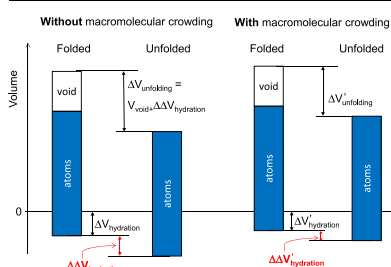 Without macromolecular crowding
With macromolecular crowding
Folded
Unfolded
Folded
Unfolded
Volume
void
void
ΔVunfolding =
Vvoid+ΔΔVhydration
ΔV'unfolding
atoms
atoms
atoms
atoms
0
ΔVhydration
ΔV'hydration
ΔΔV'hydration